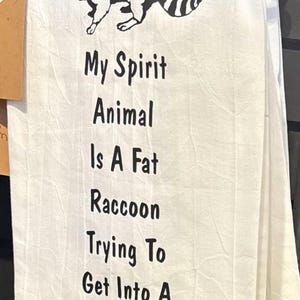 My Spirit
Animal
Is A Fat
Raccoon
Trying To
Get Into A